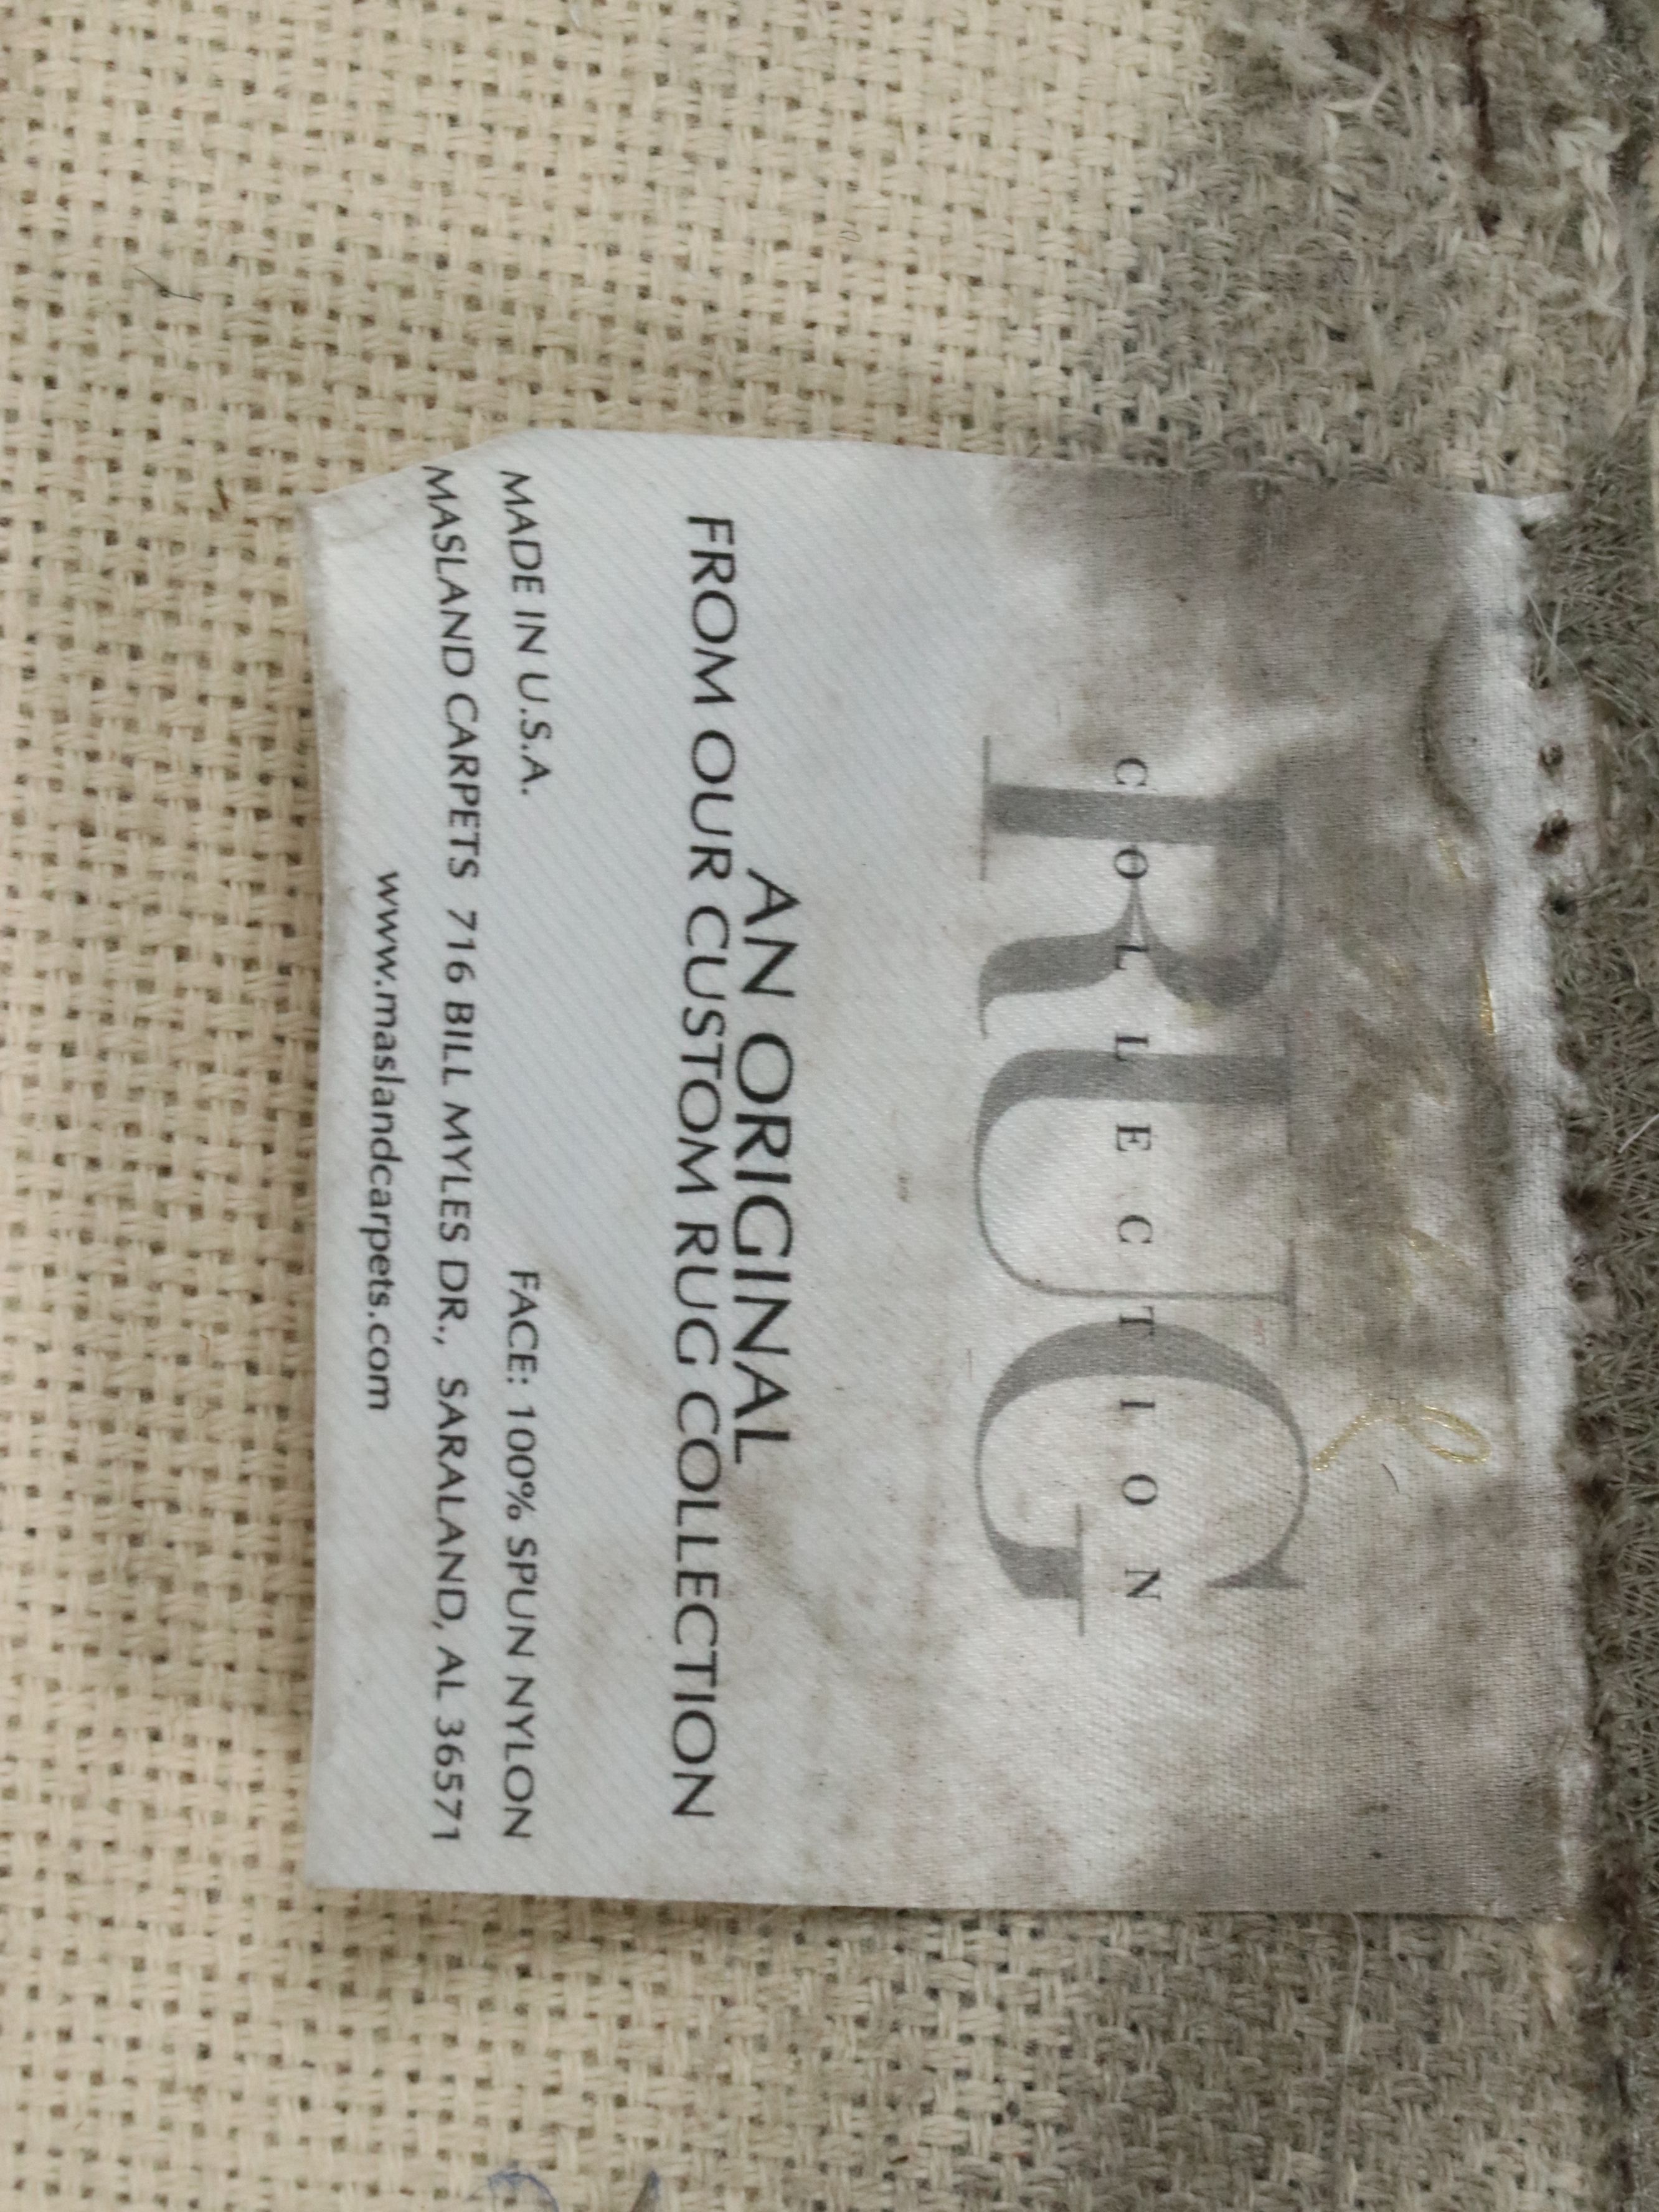 RUG
COLLECTION
AN ORIGINAL
FROM OUR CUSTOM RUG COLLECTION
MADE IN U.S.A. FACE: 100% SPUN NYLON
MASLAND CARPETS 716 BILL MYLES DR., SARALAND, AL 36571
www.maslandcarpets.com